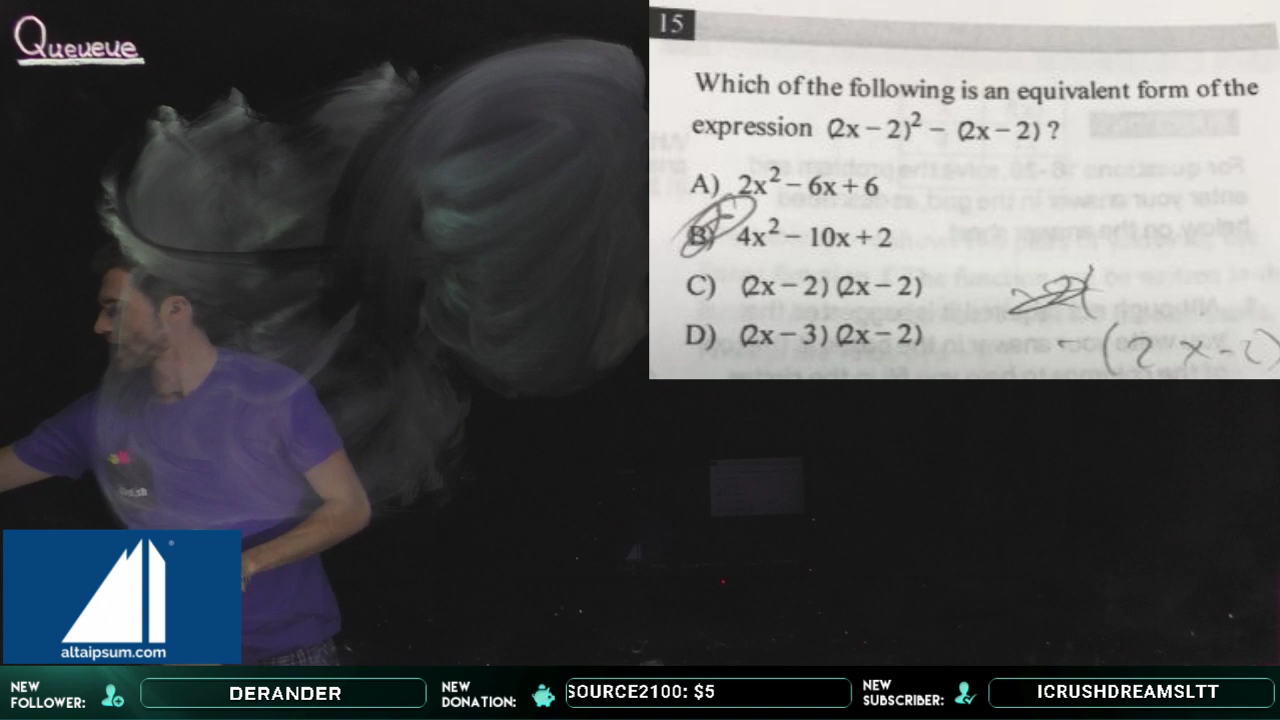 Queueue
15
Which of the following is an equivalent form of the
expression (2x − 2)² − (2x − 2) ?
A) 2x² − 6x + 6
B) 4x² − 10x + 2
C) (2x − 2) (2x − 2)
D) (2x − 3) (2x − 2)
(2 x - 2)
altaipsum.com
NEW FOLLOWER: DERANDER
NEW DONATION: SOURCE2100: $5
NEW SUBSCRIBER: ICRUSHDREAMSLTT